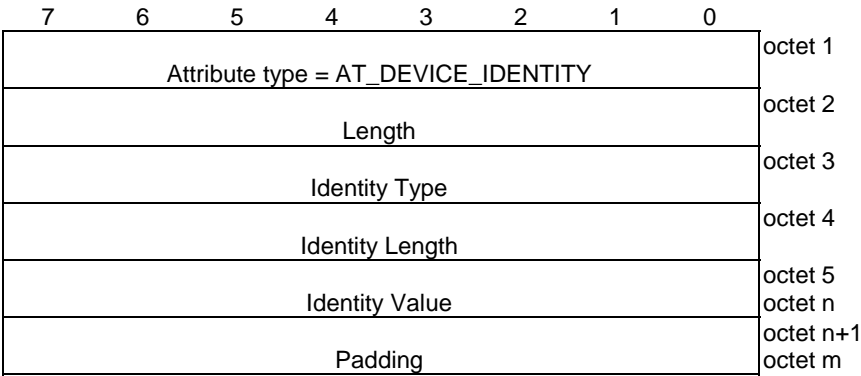 7 6 5 4 3 2 1 0
octet 1
Attribute type = AT_DEVICE_IDENTITY
octet 2
Length
octet 3
Identity Type
octet 4
Identity Length
octet 5
Identity Value octet n
octet n+1
Padding octet m